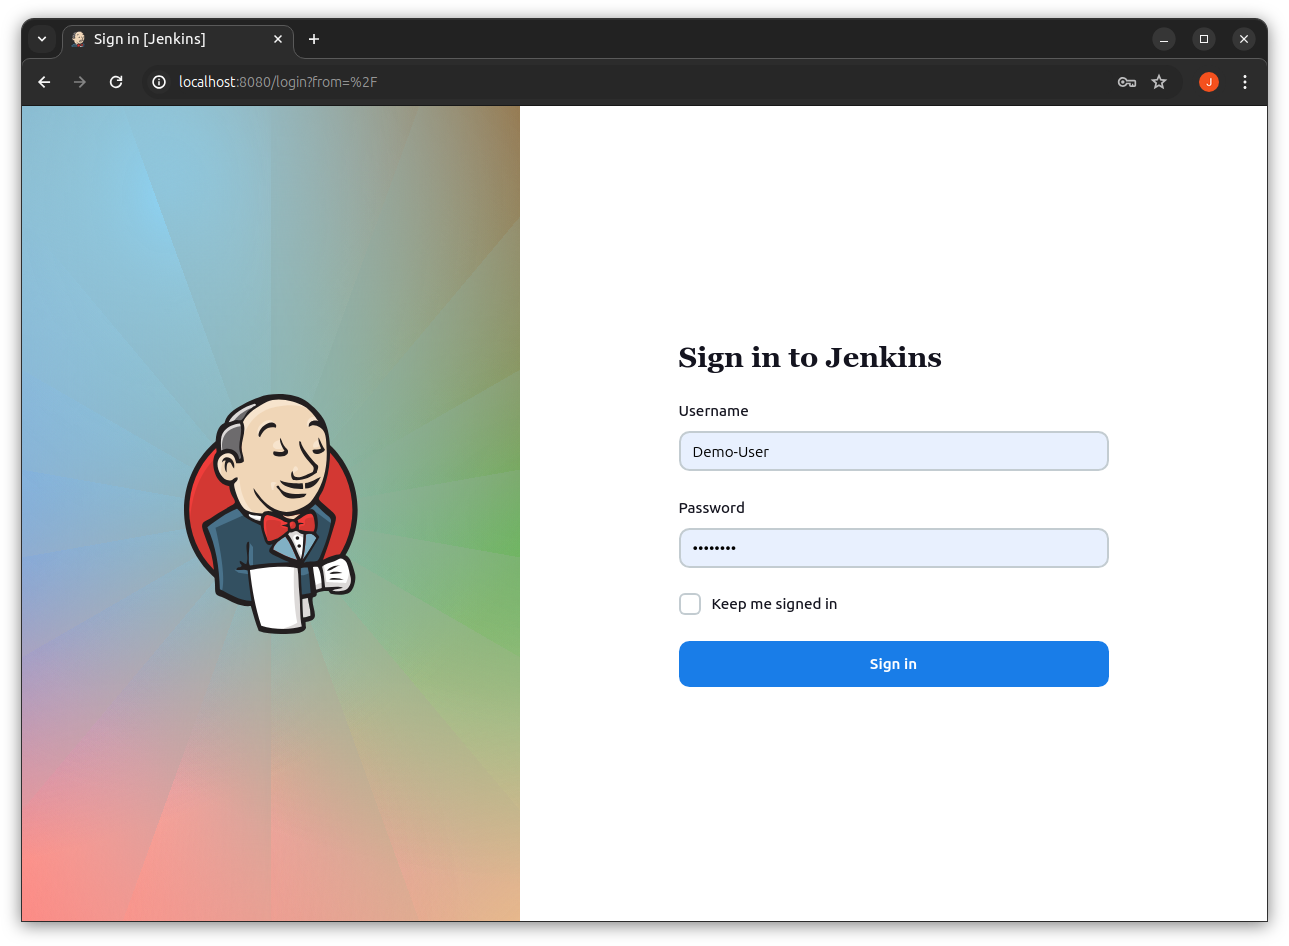 Sign in [Jenkins]
localhost:8080/login?from=%2F
J
Sign in to Jenkins
Username
Demo-User
Password
••••••••
Keep me signed in
Sign in